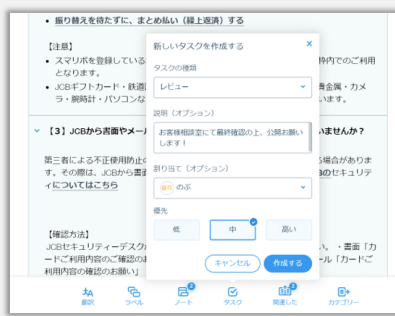 • 振り替えを待たずに、まとめ払い（繰上返済）する
【注意】
• スマリボを登録している
枠内でのご利用
となります。
• JCBギフトカード・鉄道
貴金属・カメ
ラ・腕時計・パソコンな
います。
【3】JCBから書面やメー
いませんか？
第三者による不正使用防止の
場合がありま
す。その際は、JCBから書面
のセキュリテ
ィについてはこちら
【確認方法】
JCBセキュリティーデスクか
い。・書面「カ
ードご利用内容のご確認のお
ール「カードご
利用内容の確認のお願い」
新しいタスクを作成する
×
タスクの種類
レビュー
説明（オプション）
お客様相談室にて最終確認の上、公開お願い
します！
割り当て（オプション）
のぶ
優先
低
中
高い
キャンセル
作成する
翻訳
ラベル
2
ノート
タスク
2
関連した
カテゴリー